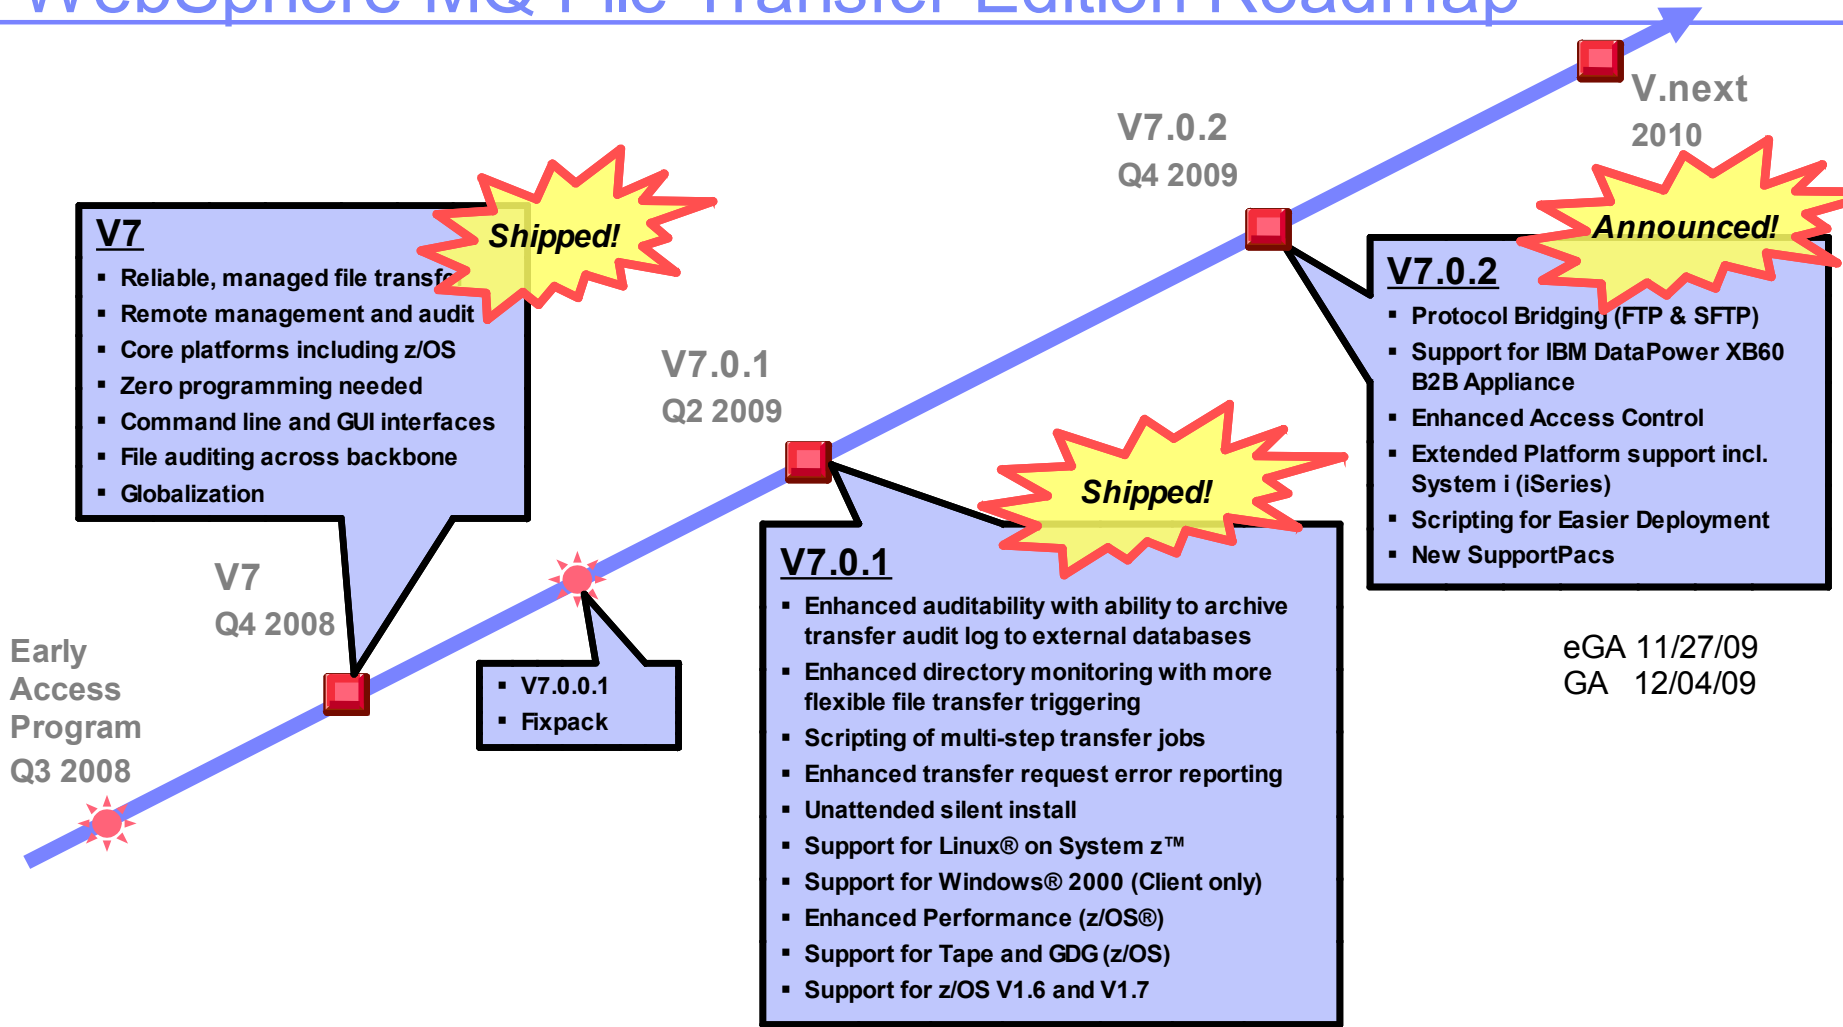 WebSphere MQ File Transfer Edition Roadmap
V.next
2010
V7.0.2
Q4 2009
Announced!
V7.0.2
▪ Protocol Bridging (FTP & SFTP)
▪ Support for IBM DataPower XB60
B2B Appliance
▪ Enhanced Access Control
▪ Extended Platform support incl.
System i (iSeries)
▪ Scripting for Easier Deployment
▪ New SupportPacs
eGA 11/27/09
GA 12/04/09
Shipped!
V7
▪ Reliable, managed file transfer
▪ Remote management and audit
▪ Core platforms including z/OS
▪ Zero programming needed
▪ Command line and GUI interfaces
▪ File auditing across backbone
▪ Globalization
V7
Q4 2008
Early
Access
Program
Q3 2008
▪ V7.0.0.1
▪ Fixpack
V7.0.1
Q2 2009
Shipped!
V7.0.1
▪ Enhanced auditability with ability to archive
transfer audit log to external databases
▪ Enhanced directory monitoring with more
flexible file transfer triggering
▪ Scripting of multi-step transfer jobs
▪ Enhanced transfer request error reporting
▪ Unattended silent install
▪ Support for Linux® on System z™
▪ Support for Windows® 2000 (Client only)
▪ Enhanced Performance (z/OS®)
▪ Support for Tape and GDG (z/OS)
▪ Support for z/OS V1.6 and V1.7